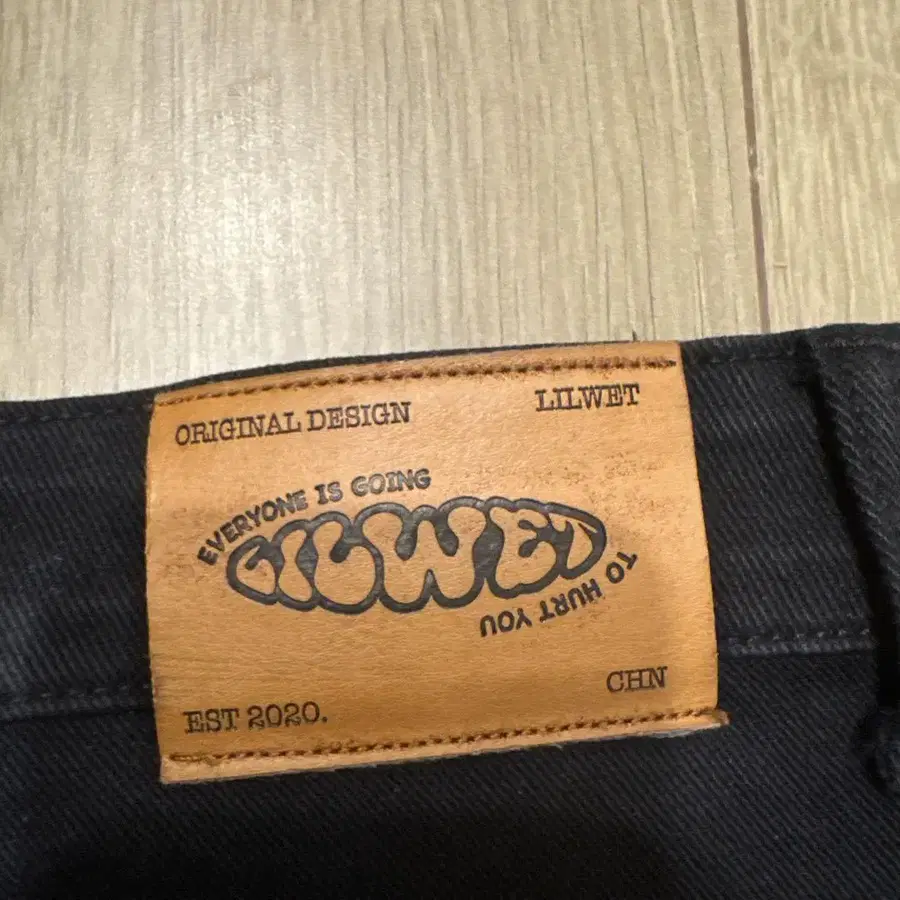 ORIGINAL DESIGN
LILWET
EVERYONE IS GOING
LILWET
TO HURT YOU
EST 2020.
CHN